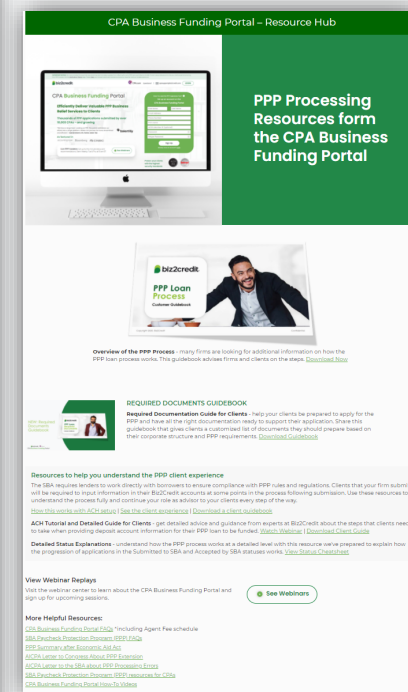 CPA Business Funding Portal – Resource Hub
biz2credit
CPA Business Funding Portal
Efficiently Deliver Valuable PPP Business
Relief Services to Clients
PPP Processing
Resources form
the CPA Business
Funding Portal
biz2credit
PPP Loan
Process
Customer Guidebook
Overview of the PPP Process - many firms are looking for additional information on how the
PPP loan process works. This guidebook advises firms and clients on the steps. Download Now
REQUIRED DOCUMENTS GUIDEBOOK
Required Documentation Guide for Clients - help your clients be prepared to apply for the
PPP and have all the right documentation ready to support their application. Share this
guidebook that gives clients a customized list of documents they should prepare based on
their corporate structure and PPP requirements. Download Guidebook
Resources to help you understand the PPP client experience
The SBA requires lenders to work directly with borrowers to ensure compliance with PPP rules and regulations. Clients that your firm submi
will be required to input information in their Biz2Credit accounts at some points in the process following submission. Use these resources to
understand the process fully and continue your role as advisor to your clients every step of the way.
How this works with ACH setup | See the client experience | Download a client guidebook
ACH Tutorial and Detailed Guide for Clients - get detailed advice and guidance from experts at Biz2Credit about the steps that clients need
to take when providing deposit account information for their PPP loan to be funded. Watch Webinar | Download Client Guide
Detailed Status Explanations - understand how the PPP process works at a detailed level with this resource we've prepared to explain how
the progression of applications in the Submitted to SBA and Accepted by SBA statuses works. View Status Cheatsheet
View Webinar Replays
Visit the webinar center to learn about the CPA Business Funding Portal and
sign up for upcoming sessions.
See Webinars
More Helpful Resources:
CPA Business Funding Portal FAQs *Including Agent Fee schedule
SBA Paycheck Protection Program (PPP) FAQs
PPP Summary after Economic Aid Act
AICPA Letter to Congress About PPP Extension
AICPA Letter to the SBA about PPP Processing Errors
SBA Paycheck Protection Program (PPP) resources for CPAs
CPA Business Funding Portal How-To Videos